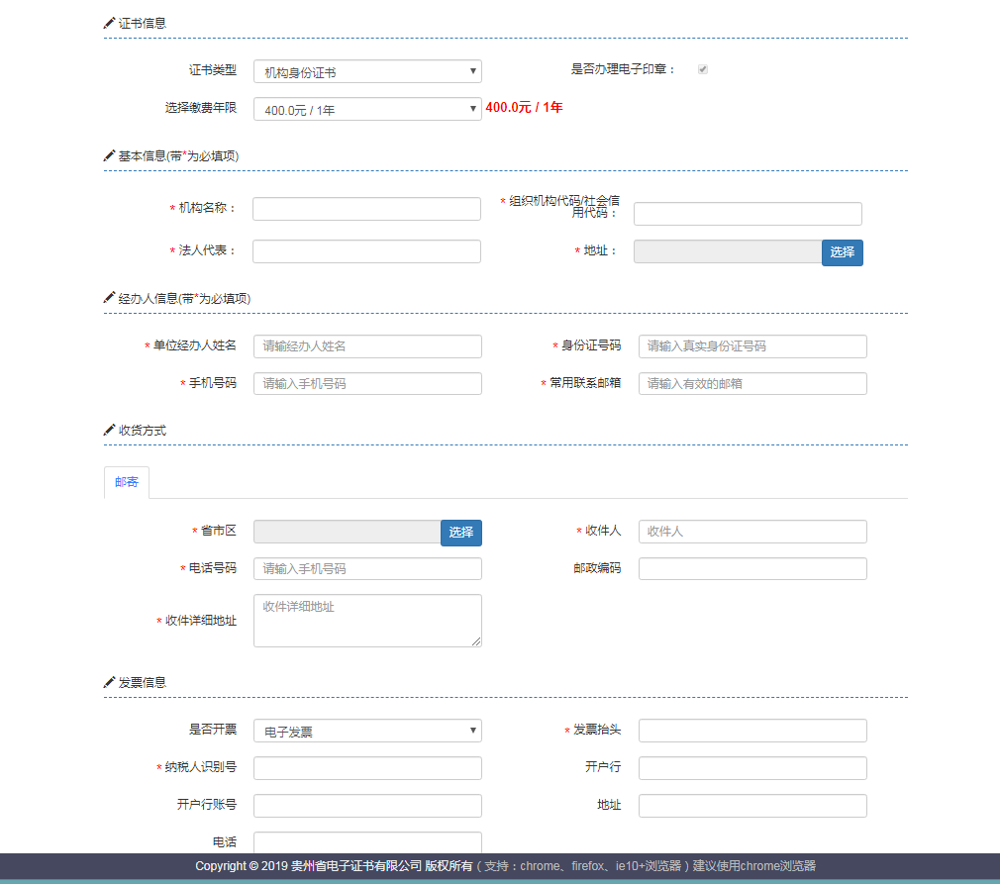 证书信息
证书类型 机构身份证书 是否办理电子印章：
选择缴费年限 400.0元 / 1年 400.0元 / 1年
基本信息(带*为必填项)
* 机构名称： * 组织机构代码/社会信
用代码：
* 法人代表： * 地址： 选择
经办人信息(带*为必填项)
* 单位经办人姓名 请输经办人姓名 * 身份证号码 请输入真实身份证号码
* 手机号码 请输入手机号码 * 常用联系邮箱 请输入有效的邮箱
收货方式
邮寄
* 省市区 选择 * 收件人 收件人
* 电话号码 请输入手机号码 邮政编码
* 收件详细地址 收件详细地址
发票信息
是否开票 电子发票 * 发票抬头
* 纳税人识别号 开户行
开户行账号 地址
电话
Copyright © 2019 贵州省电子证书有限公司 版权所有（支持：chrome、firefox、ie10+浏览器）建议使用chrome浏览器